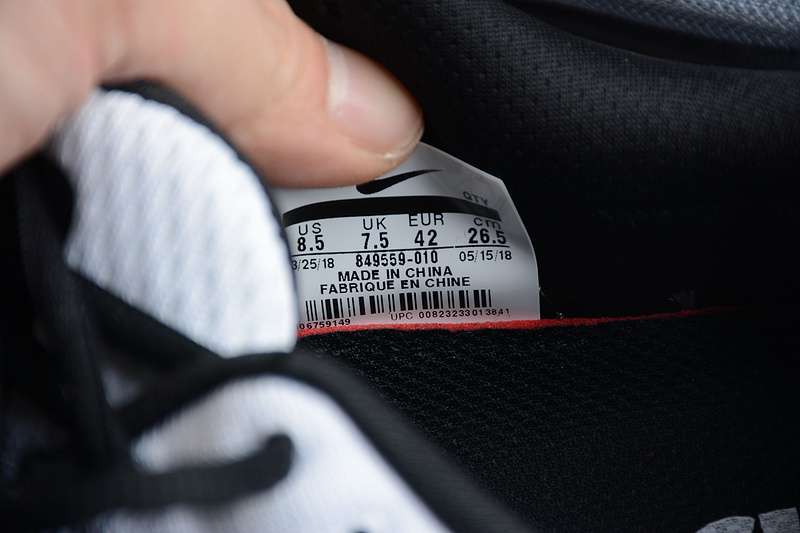 QTY
US UK EUR cm
8.5 7.5 42 26.5
3/25/18 849559-010 05/15/18
MADE IN CHINA
FABRIQUE EN CHINE
06759149 UPC 00823233013841